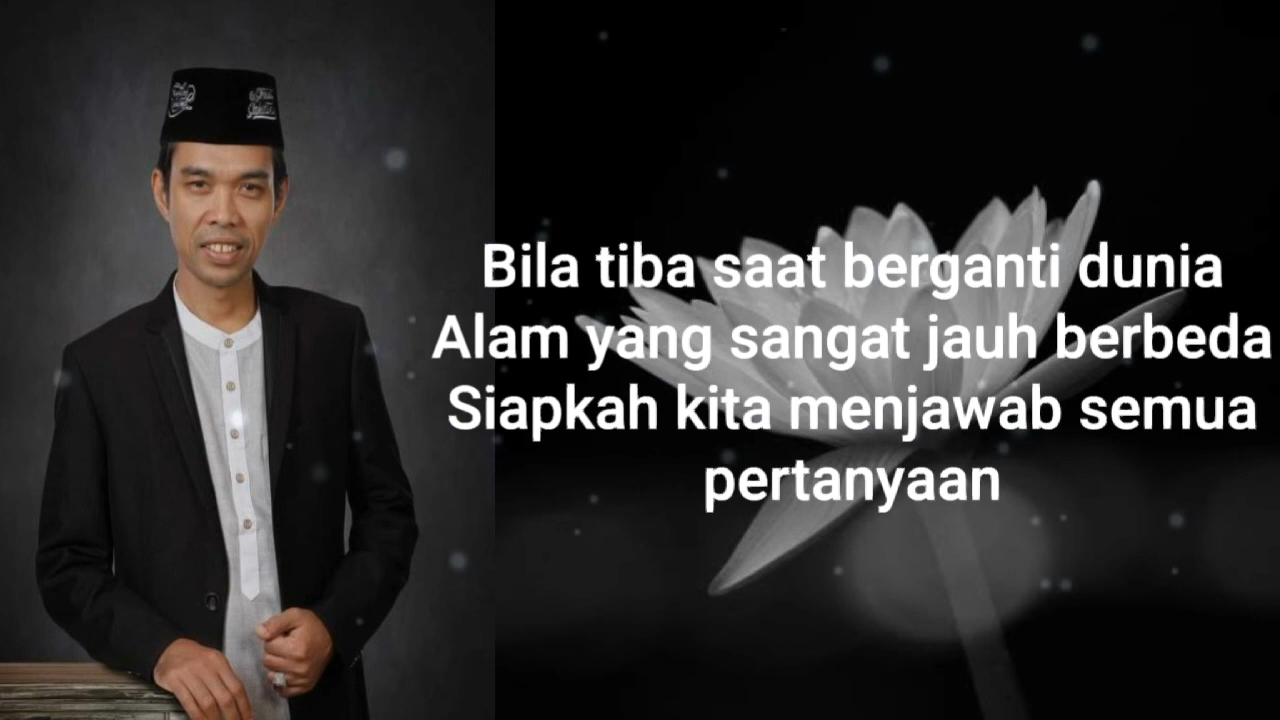 Bila tiba saat berganti dunia
Alam yang sangat jauh berbeda
Siapkah kita menjawab semua
pertanyaan